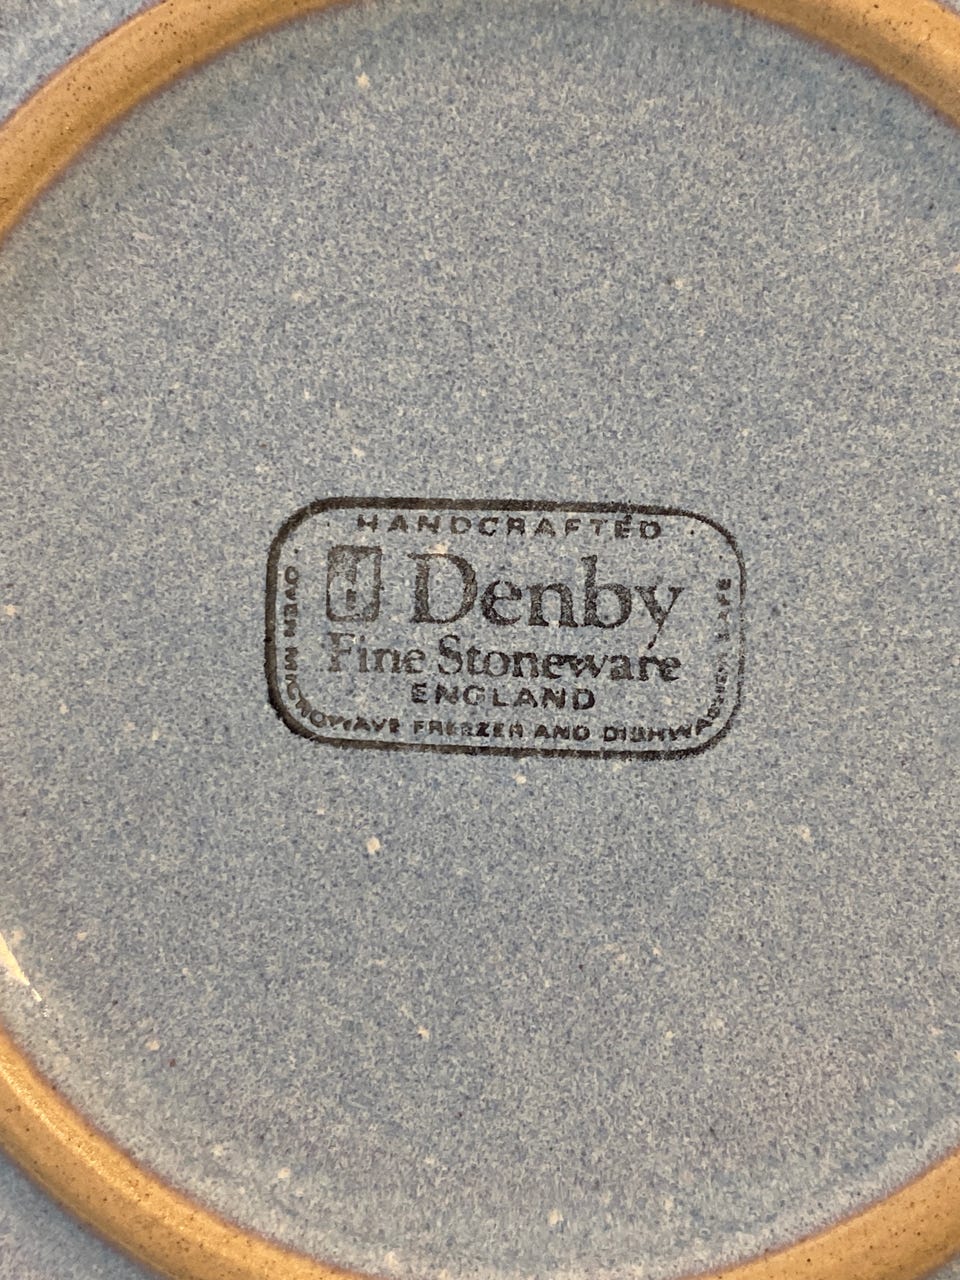 HANDCRAFTED
Denby
Fine Stoneware
ENGLAND
OVEN MICROWAVE FREEZER AND DISHWASHER SAFE